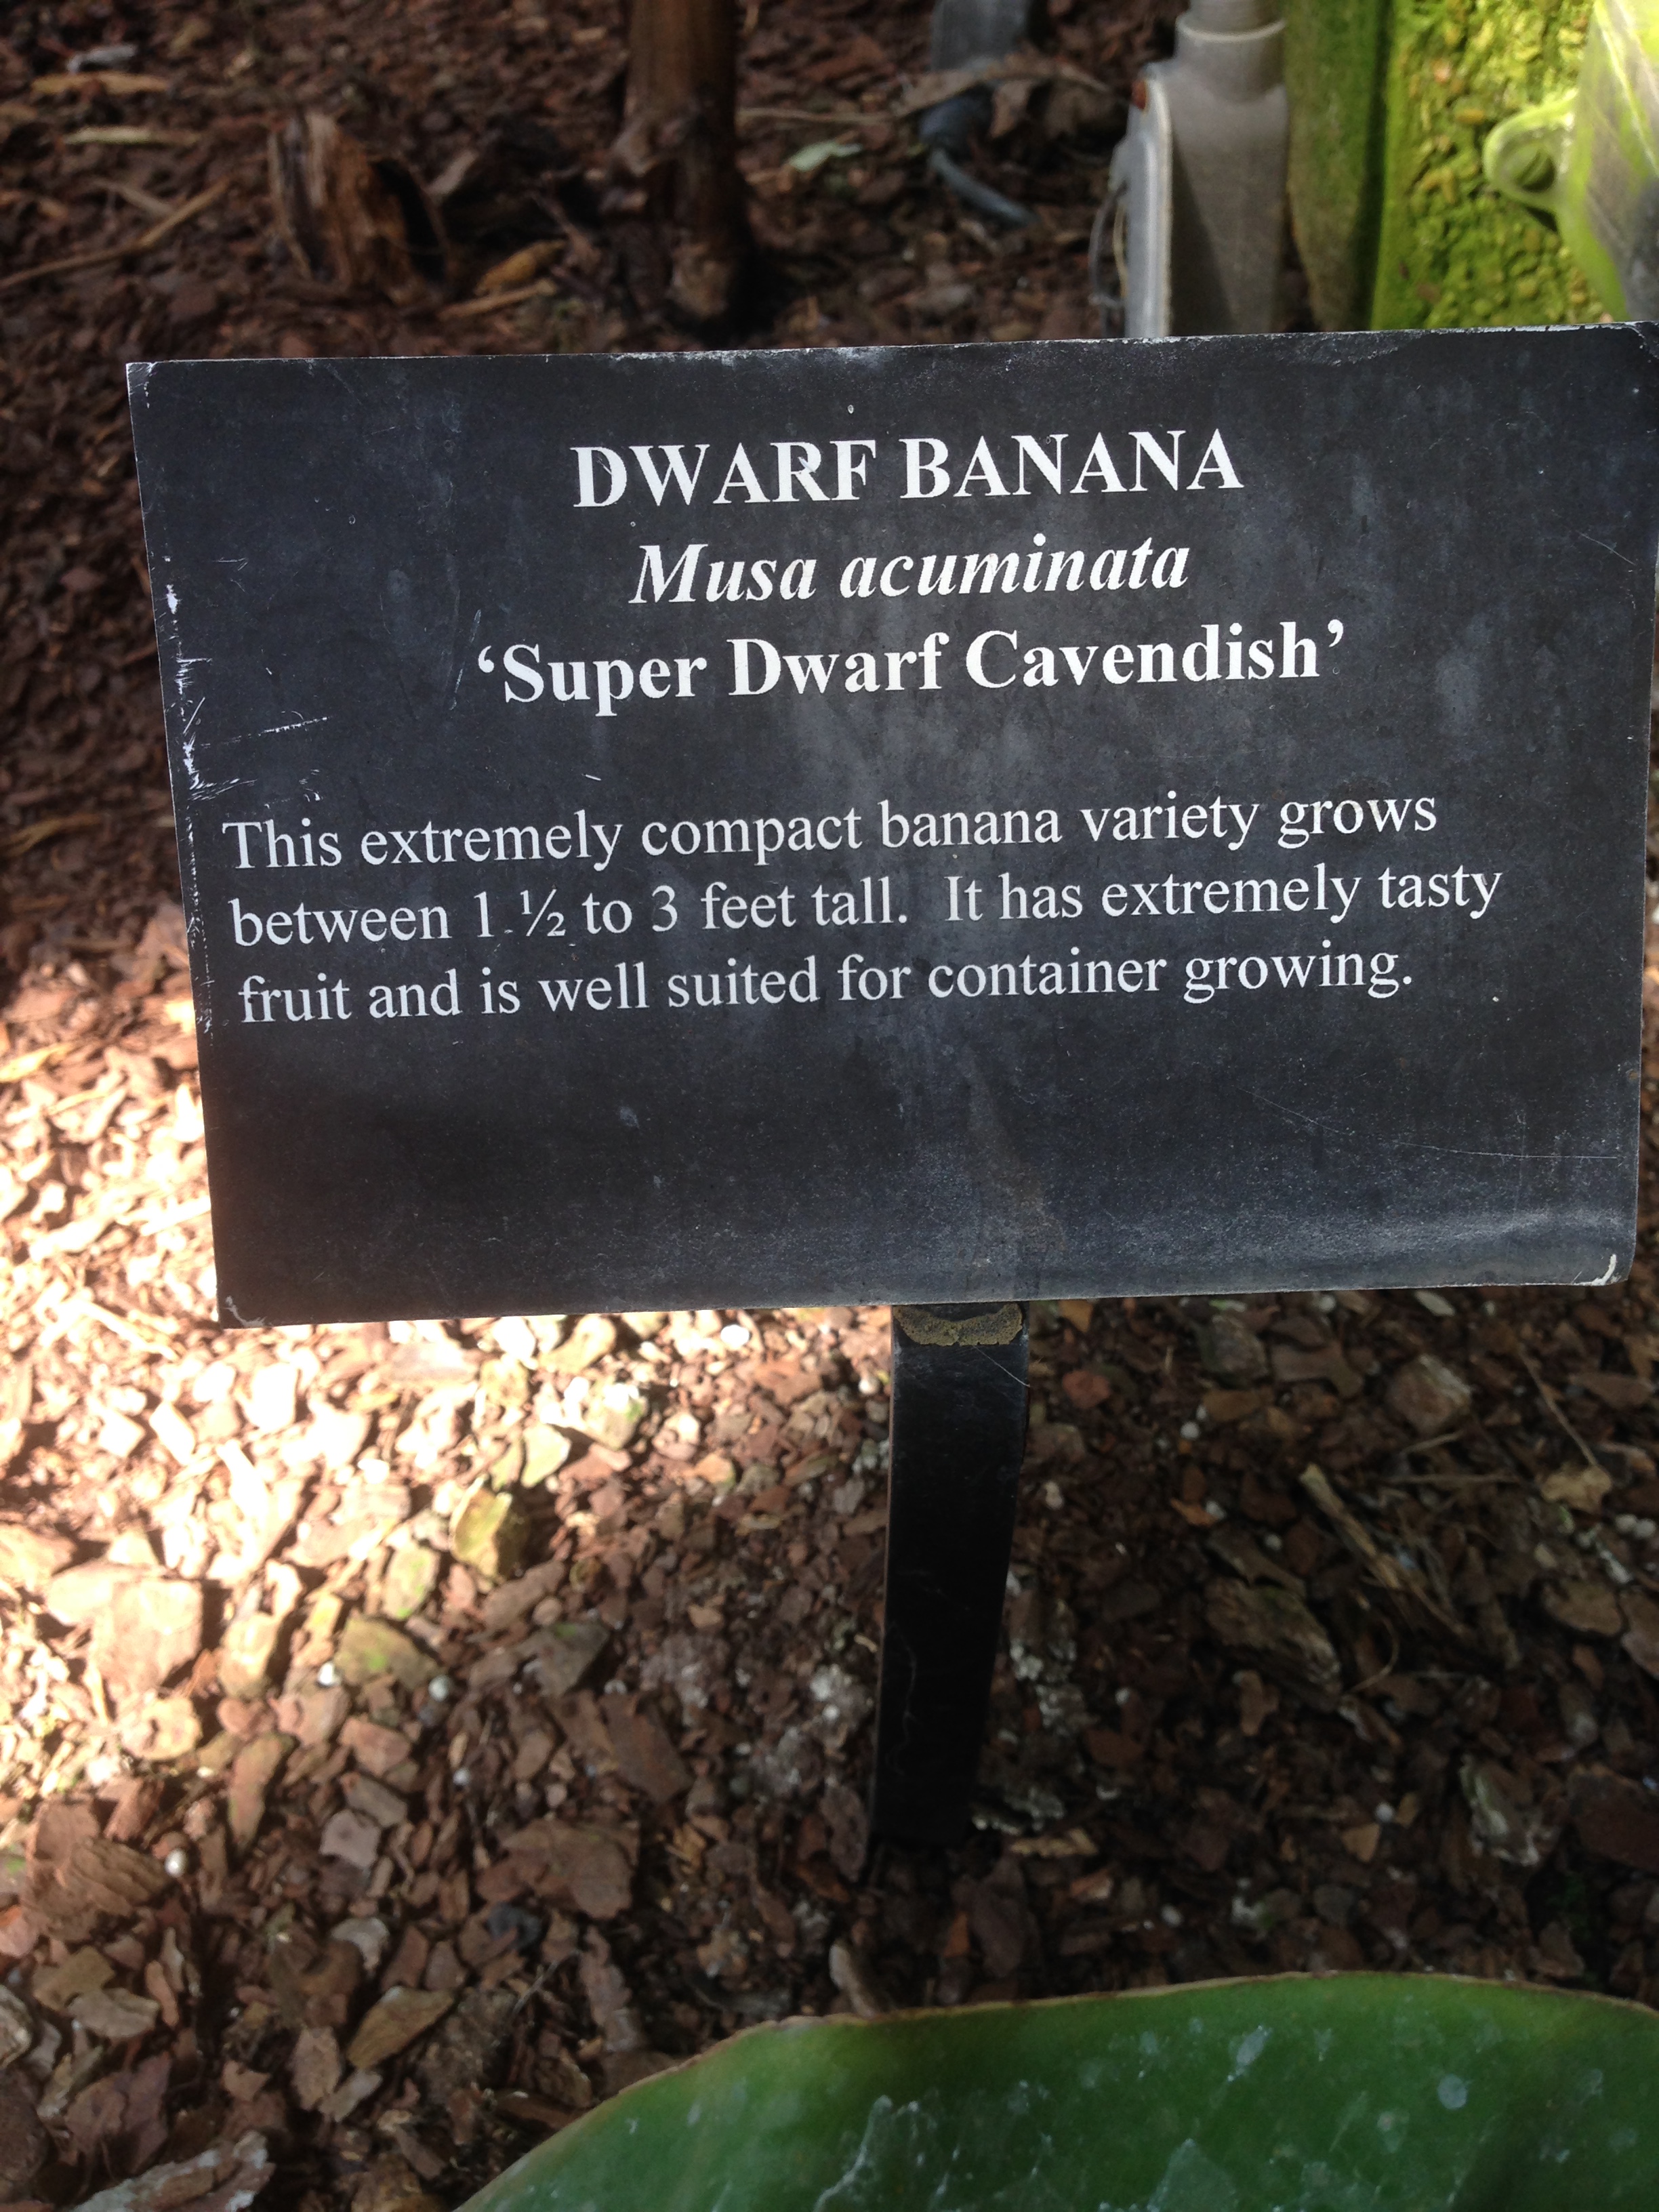 DWARF BANANA
Musa acuminata
‘Super Dwarf Cavendish’
This extremely compact banana variety grows
between 1 ½ to 3 feet tall.  It has extremely tasty
fruit and is well suited for container growing.